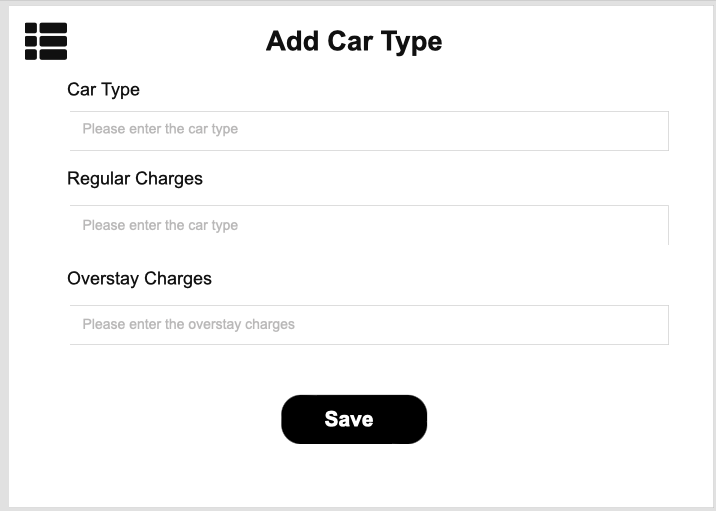 Add Car Type
Car Type
Please enter the car type
Regular Charges
Please enter the car type
Overstay Charges
Please enter the overstay charges
Save